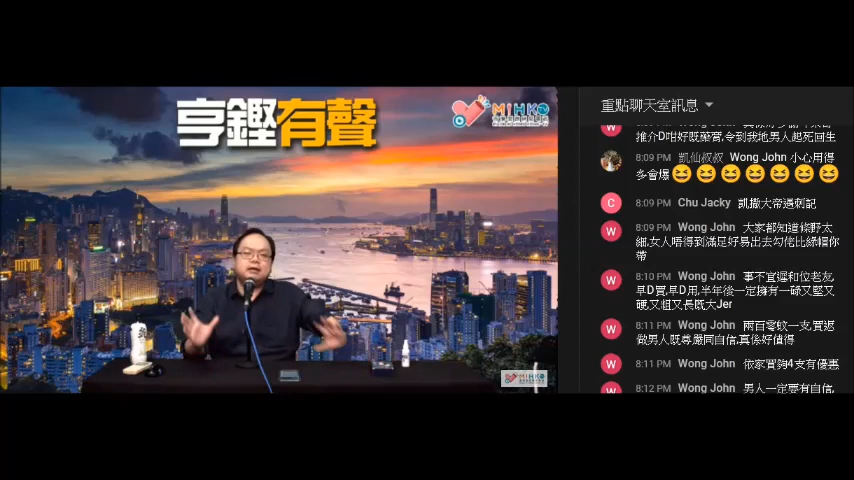 亨鏗有聲
MIHK
重點聊天室訊息
推介D咁好既藥膏,令到我地男人起死回生
8:09 PM 凱仙叔叔 Wong John 小心用得
多會爆😆😆😆😆😆😆😆
C 8:09 PM Chu Jacky 凱撒大帝遇刺記
W 8:09 PM Wong John 大家都知道條野太
細,女人唔得到滿足好易出去勾佬比綠帽你
帶
W 8:10 PM Wong John 事不宜遲和位老友,
早D買,早D用,半年後一定擁有一碌又堅又
硬,又粗又長既大Jer
W 8:11 PM Wong John 兩百零蚊一支,買返
做男人既尊嚴同自信,真係好值得
W 8:11 PM Wong John 依家買夠4支有優惠
W 8:12 PM Wong John 男人一定要有自信,
MIHK